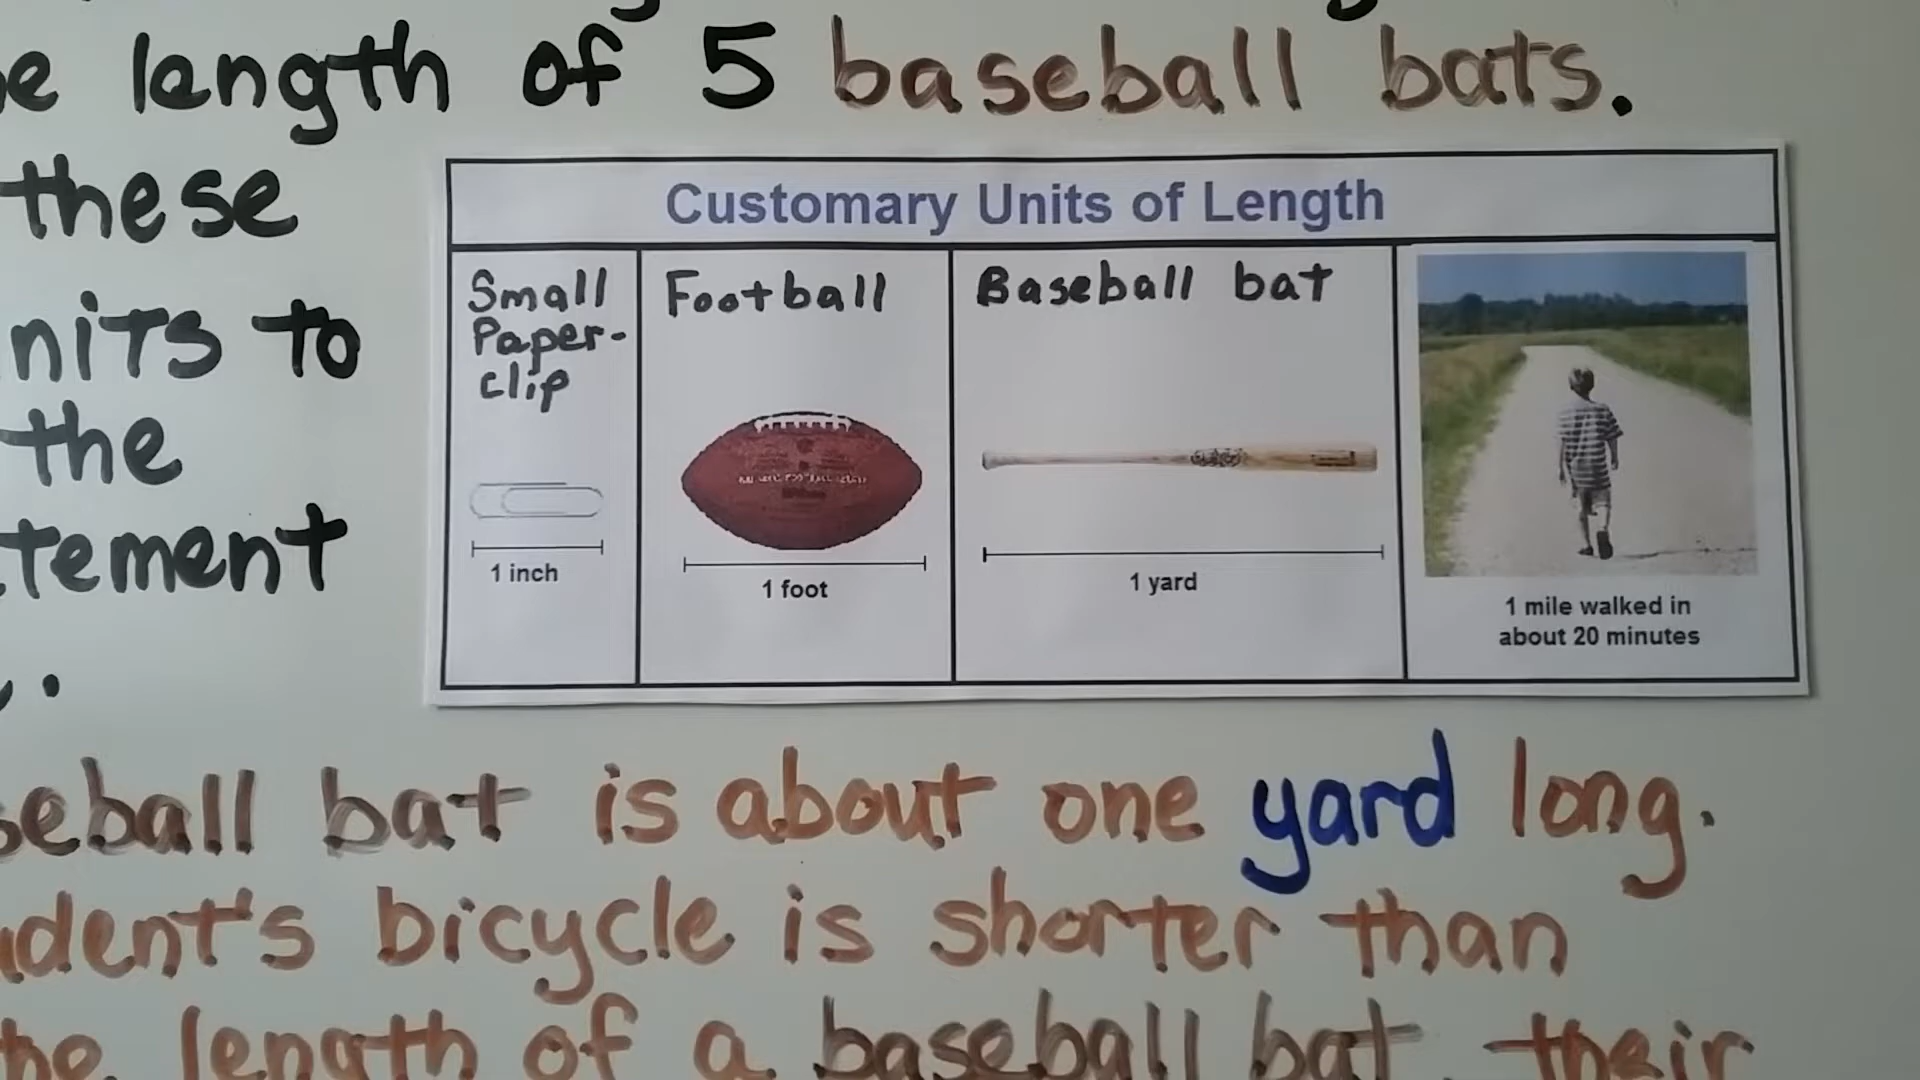 length of 5 baseball bats.
these
Customary Units of Length
Small
Paper-
clip
Football
Baseball bat
nits to
the
tement
1 inch
1 foot
1 yard
1 mile walked in
about 20 minutes
seball bat is about one yard long.
udent's bicycle is shorter than
he length of a baseball bat, their